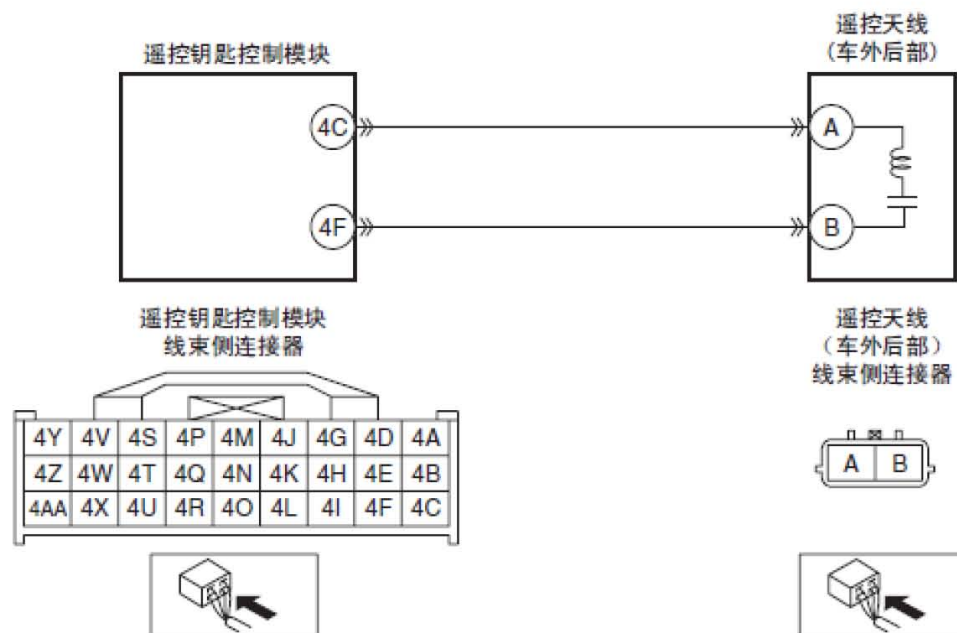 遥控钥匙控制模块
遥控天线
(车外后部)
4C
A
4F
B
遥控钥匙控制模块
线束侧连接器
遥控天线
（车外后部）
线束侧连接器
4Y 4V 4S 4P 4M 4J 4G 4D 4A
4Z 4W 4T 4Q 4N 4K 4H 4E 4B
4AA 4X 4U 4R 4O 4L 4I 4F 4C
A B